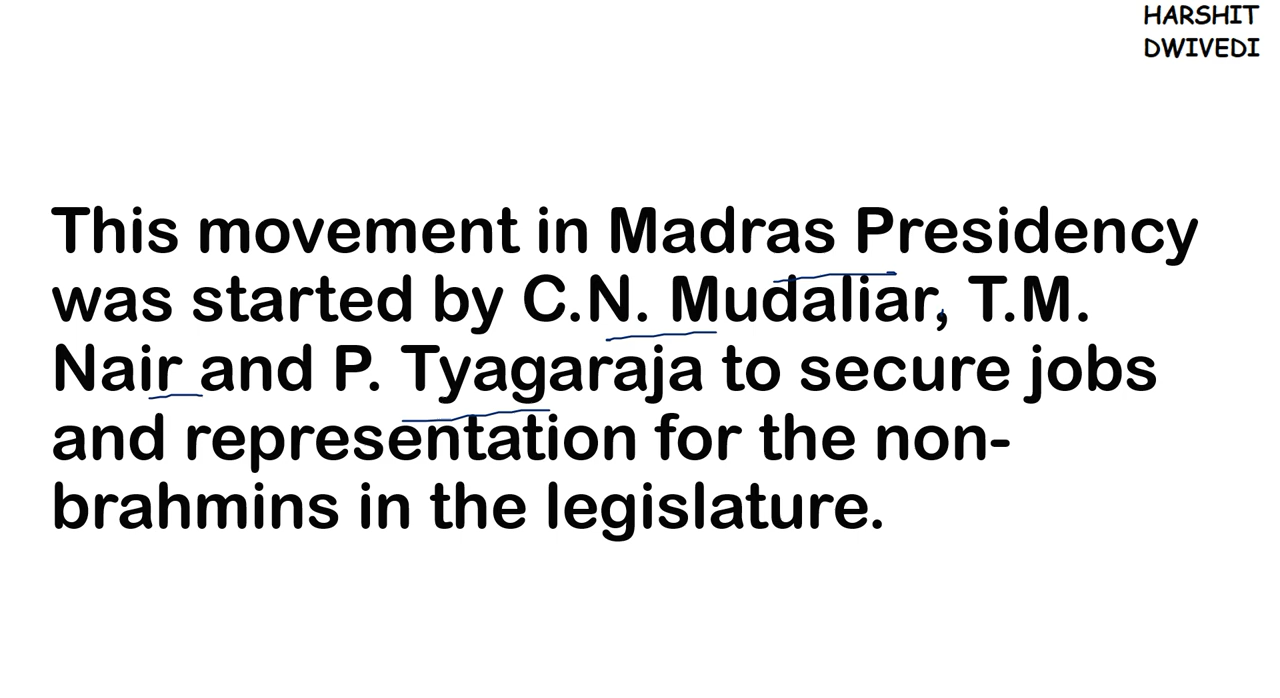 HARSHIT
DWIVEDI
This movement in Madras Presidency
was started by C.N. Mudaliar, T.M.
Nair and P. Tyagaraja to secure jobs
and representation for the non-
brahmins in the legislature.